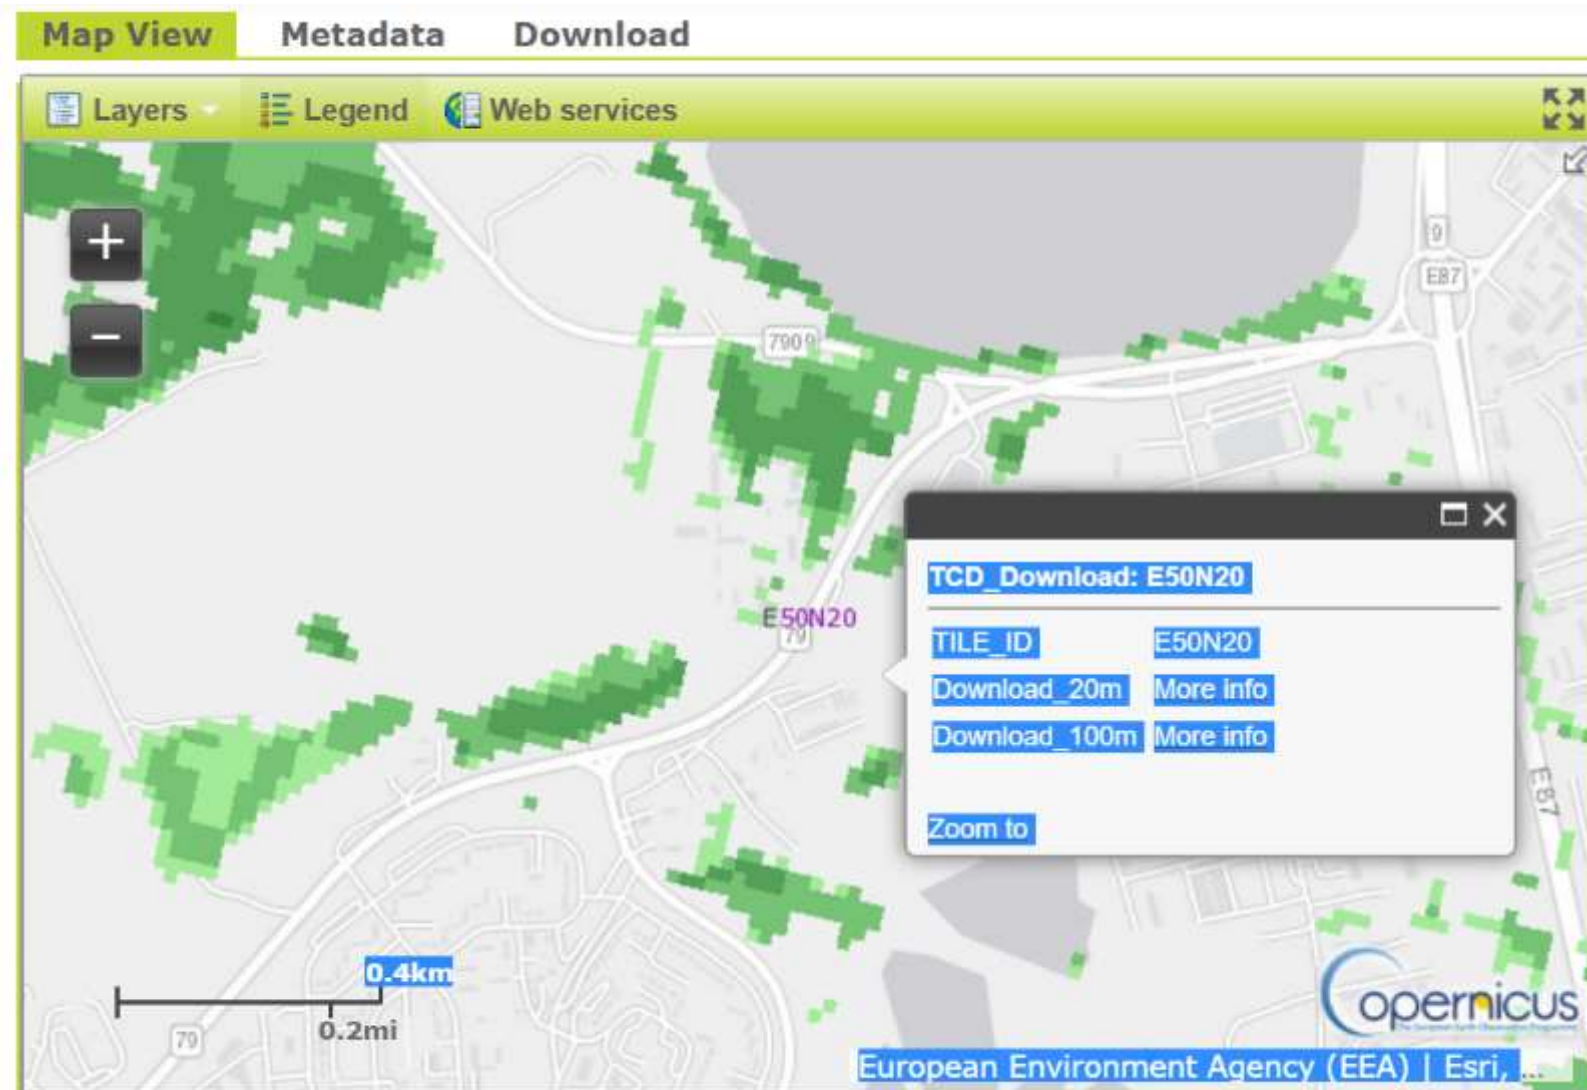 Map View Metadata Download
Layers Legend Web services
+
9
E87
−
7909
TCD_Download: E50N20
E50N20
79
TILE_ID E50N20
Download_20m More info
Download_100m More info
E87
Zoom to
0.4km
0.2mi
79
Copernicus
European Environment Agency (EEA) | Esri, ...